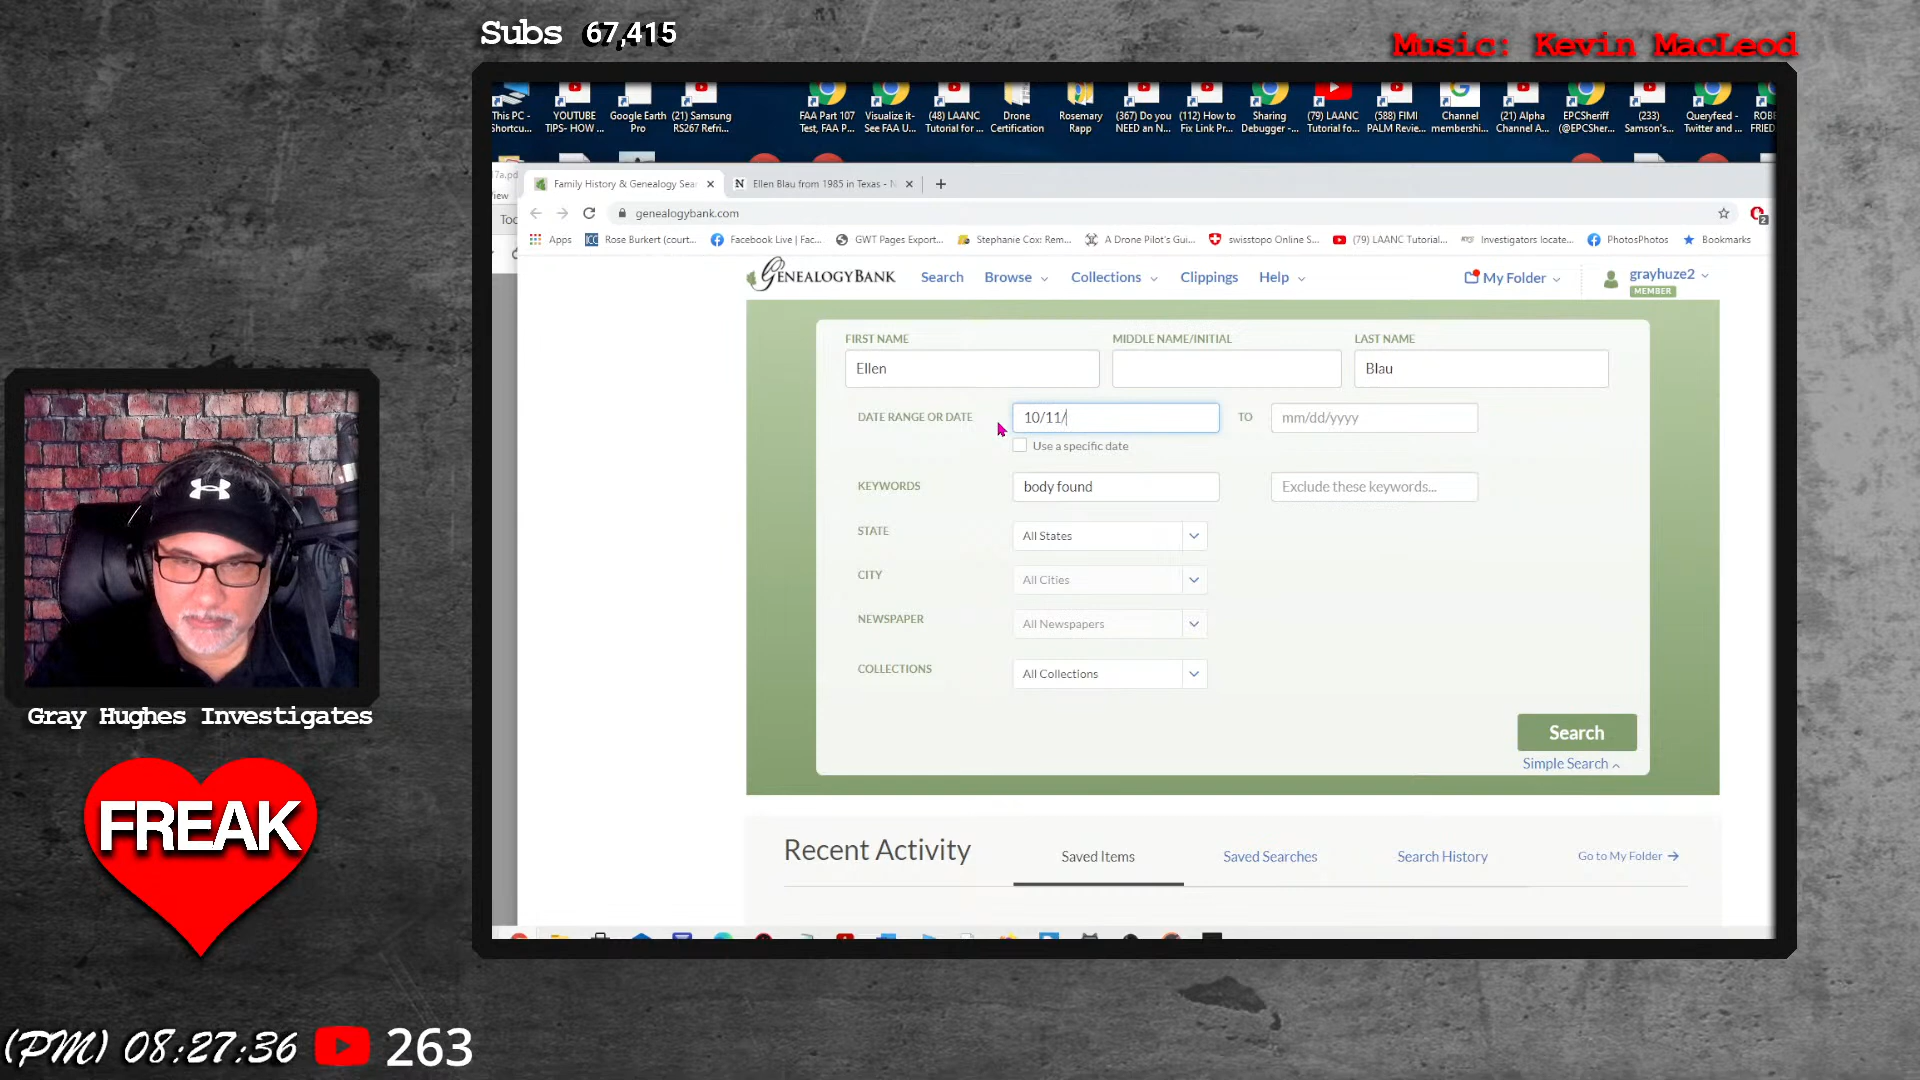 Subs 67,415
Music: Kevin MacLeod
This PC - Shortcu...
YOUTUBE TIPS- HOW ...
Google Earth Pro
(21) Samsung RS267 Refri...
FAA Part 107 Test, FAA P...
Visualize it- See FAA U...
(48) LAANC Tutorial for ...
Drone Certification
Rosemary Rapp
(367) Do you NEED an N...
(112) How to Fix Link Pr...
Sharing Debugger -...
(79) LAANC Tutorial fo...
(588) FIMI PALM Revie...
Channel membershi...
(21) Alpha Channel A...
EPCSheriff (@EPCSher...
(233) Samson's...
Queryfeed - Twitter and ...
Family History & Genealogy Sear
Ellen Blau from 1985 in Texas - N
genealogybank.com
Apps
Rose Burkert (court...
Facebook Live | Fac...
GWT Pages Export...
Stephanie Cox: Rem...
A Drone Pilot's Gui...
swisstopo Online S...
(79) LAANC Tutorial...
Investigators locate...
PhotosPhotos
Bookmarks
GENEALOGYBANK
Search
Browse
Collections
Clippings
Help
My Folder
grayhuze2
MEMBER
FIRST NAME
MIDDLE NAME/INITIAL
LAST NAME
Ellen
Blau
DATE RANGE OR DATE
10/11/
TO
mm/dd/yyyy
Use a specific date
KEYWORDS
body found
Exclude these keywords...
STATE
All States
CITY
All Cities
NEWSPAPER
All Newspapers
COLLECTIONS
All Collections
Search
Simple Search
Recent Activity
Saved Items
Saved Searches
Search History
Go to My Folder
Gray Hughes Investigates
FREAK
(PM) 08:27:36
263